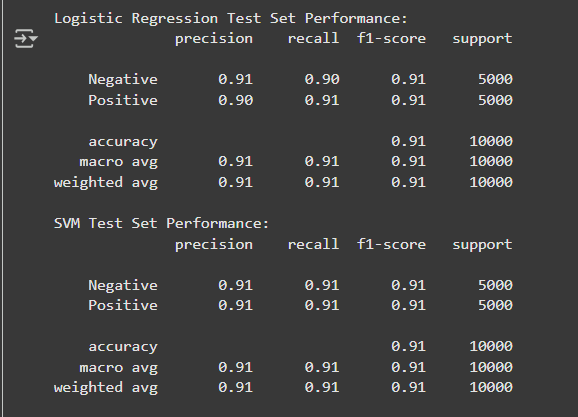 Logistic Regression Test Set Performance:
precision recall f1-score support
Negative 0.91 0.90 0.91 5000
Positive 0.90 0.91 0.91 5000
accuracy 0.91 10000
macro avg 0.91 0.91 0.91 10000
weighted avg 0.91 0.91 0.91 10000
SVM Test Set Performance:
precision recall f1-score support
Negative 0.91 0.91 0.91 5000
Positive 0.91 0.91 0.91 5000
accuracy 0.91 10000
macro avg 0.91 0.91 0.91 10000
weighted avg 0.91 0.91 0.91 10000